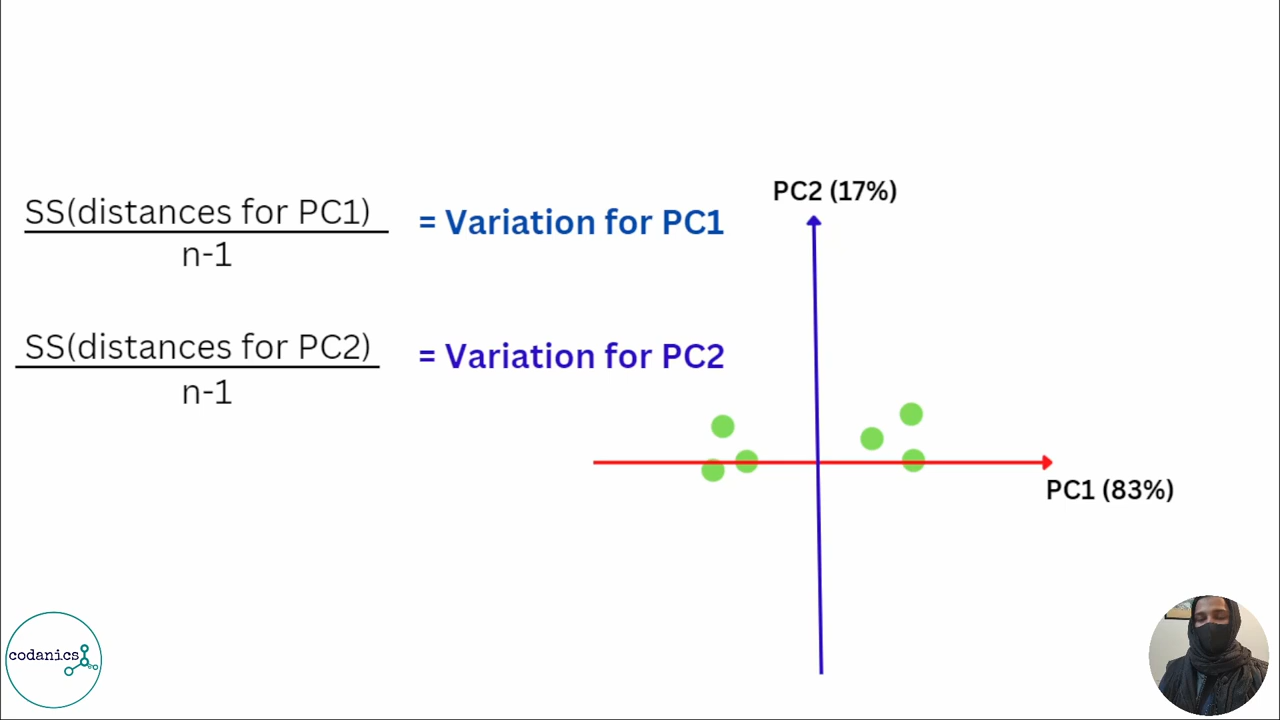 PC2 (17%)
SS(distances for PC1)
n-1
= Variation for PC1
SS(distances for PC2)
n-1
= Variation for PC2
PC1 (83%)
codanics